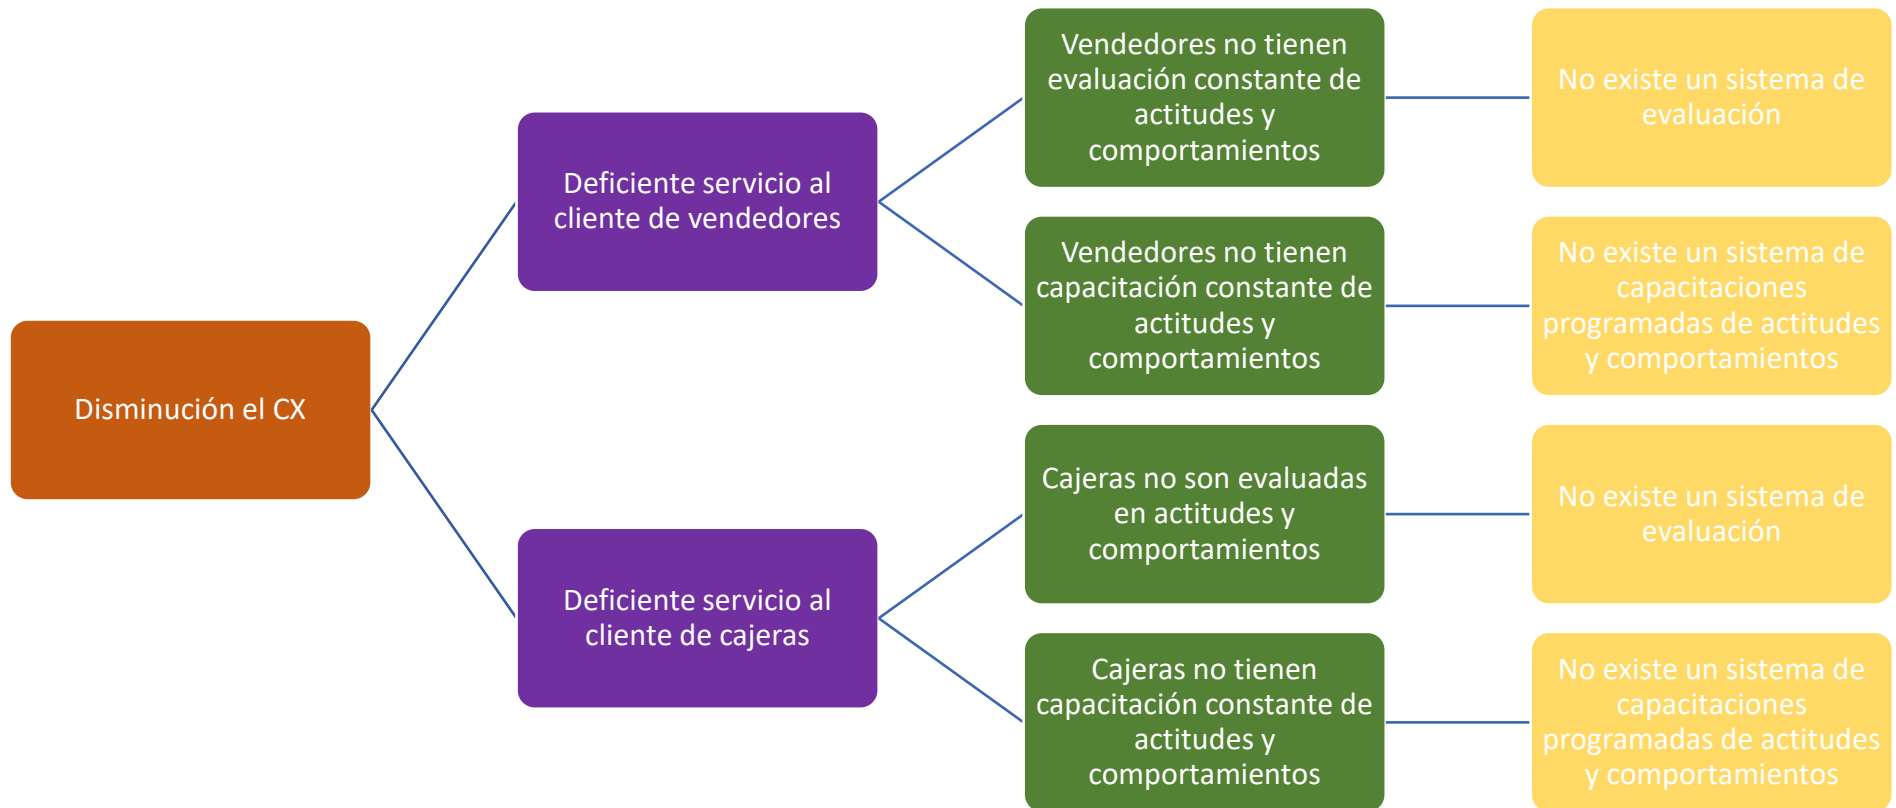 Disminución el CX
Deficiente servicio al
cliente de vendedores
Vendedores no tienen
evaluación constante de
actitudes y
comportamientos
No existe un sistema de
evaluación
Vendedores no tienen
capacitación constante de
actitudes y
comportamientos
No existe un sistema de
capacitaciones
programadas de actitudes
y comportamientos
Deficiente servicio al
cliente de cajeras
Cajeras no son evaluadas
en actitudes y
comportamientos
No existe un sistema de
evaluación
Cajeras no tienen
capacitación constante de
actitudes y
comportamientos
No existe un sistema de
capacitaciones
programadas de actitudes
y comportamientos